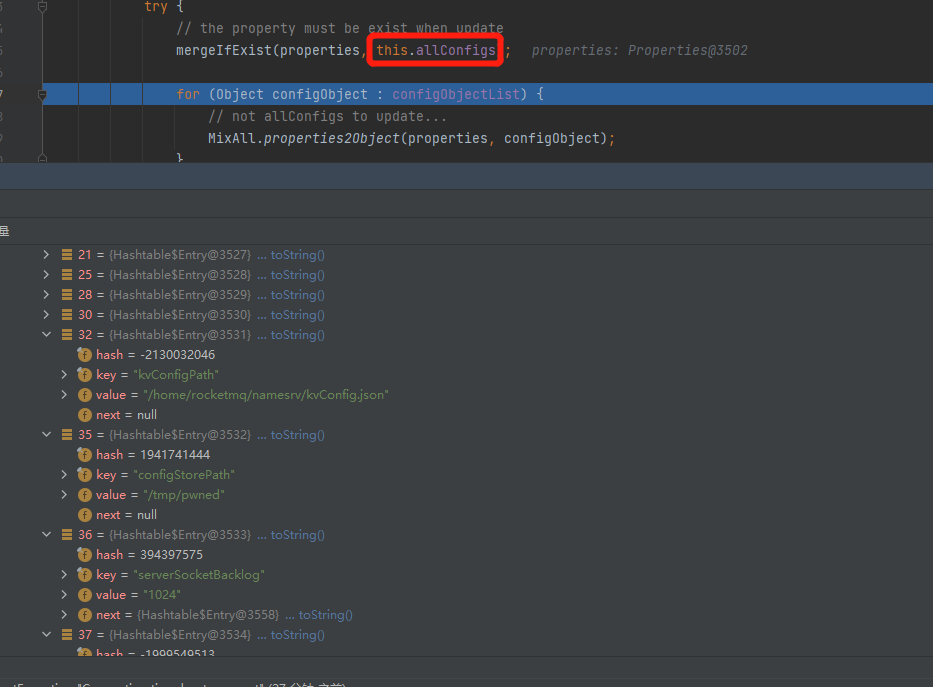 try {
// the property must be exist when update
mergeIfExist(properties, this.allConfigs);   properties: Properties@3502
for (Object configObject : configObjectList) {
// not allConfigs to update...
MixAll.properties2Object(properties, configObject);
}
量
21 = {Hashtable$Entry@3527} ... toString()
25 = {Hashtable$Entry@3528} ... toString()
28 = {Hashtable$Entry@3529} ... toString()
30 = {Hashtable$Entry@3530} ... toString()
32 = {Hashtable$Entry@3531} ... toString()
f hash = -2130032046
f key = "kvConfigPath"
f value = "/home/rocketmq/namesrv/kvConfig.json"
f next = null
35 = {Hashtable$Entry@3532} ... toString()
f hash = 1941741444
f key = "configStorePath"
f value = "/tmp/pwned"
f next = null
36 = {Hashtable$Entry@3533} ... toString()
f hash = 394397575
f key = "serverSocketBacklog"
f value = "1024"
f next = {Hashtable$Entry@3558} ... toString()
37 = {Hashtable$Entry@3534} ... toString()
f hash = -1999549513